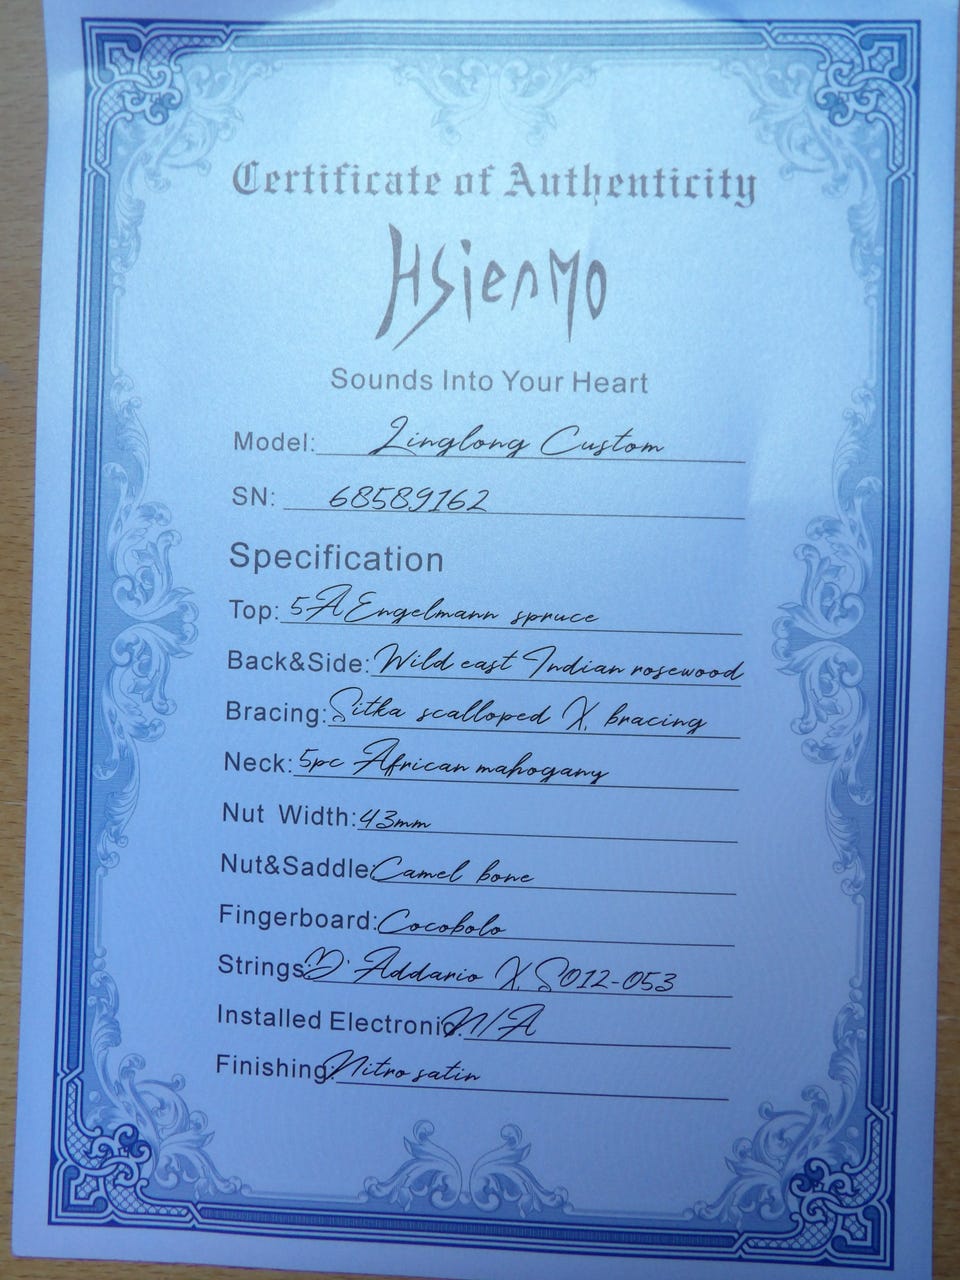 Certificate of Authenticity
HsienMo
Sounds Into Your Heart
Model: Linglong Custom
SN: 68589162
Specification
Top: 5A Engelmann spruce
Back&Side: Wild east Indian rosewood
Bracing: Sitka scalloped X bracing
Neck: 5pc African mahogany
Nut Width: 43mm
Nut&Saddle: Camel bone
Fingerboard: Cocobolo
Strings: D'Addario XS012-053
Installed Electronic: N/A
Finishing: Nitro satin